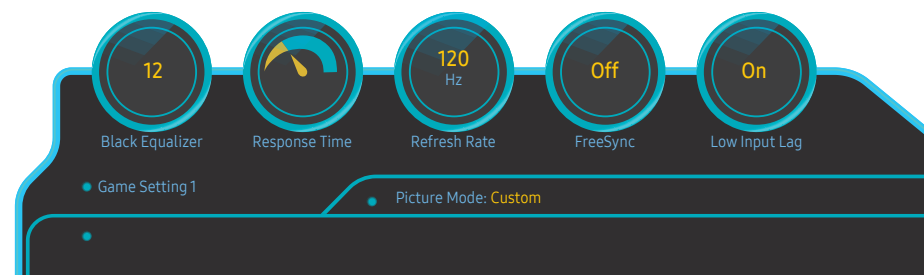 12
120
Hz
Off
On
Black Equalizer
Response Time
Refresh Rate
FreeSync
Low Input Lag
Game Setting 1
Picture Mode: Custom